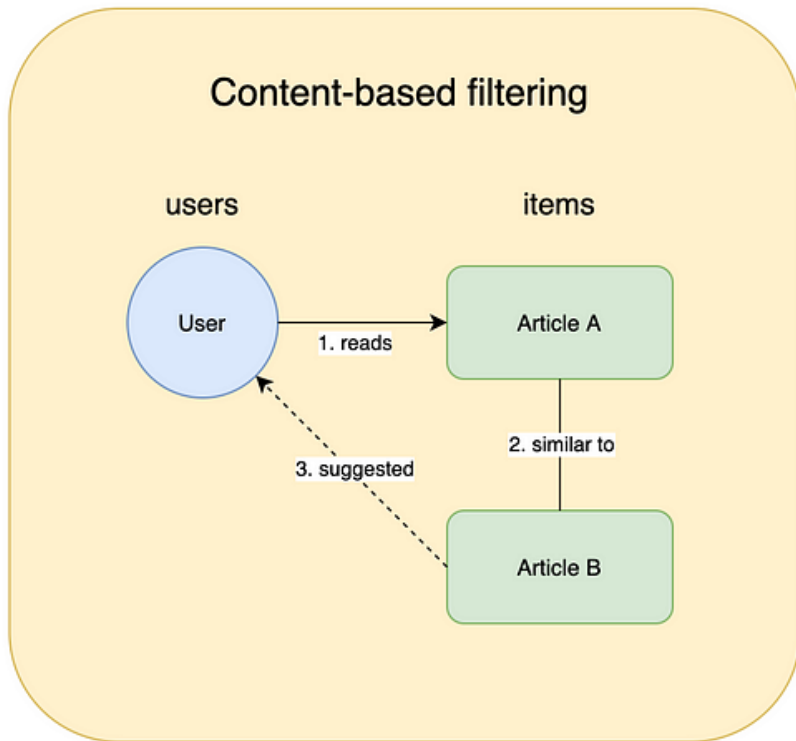 Content-based filtering
users
items
User
1. reads
Article A
2. similar to
3. suggested
Article B